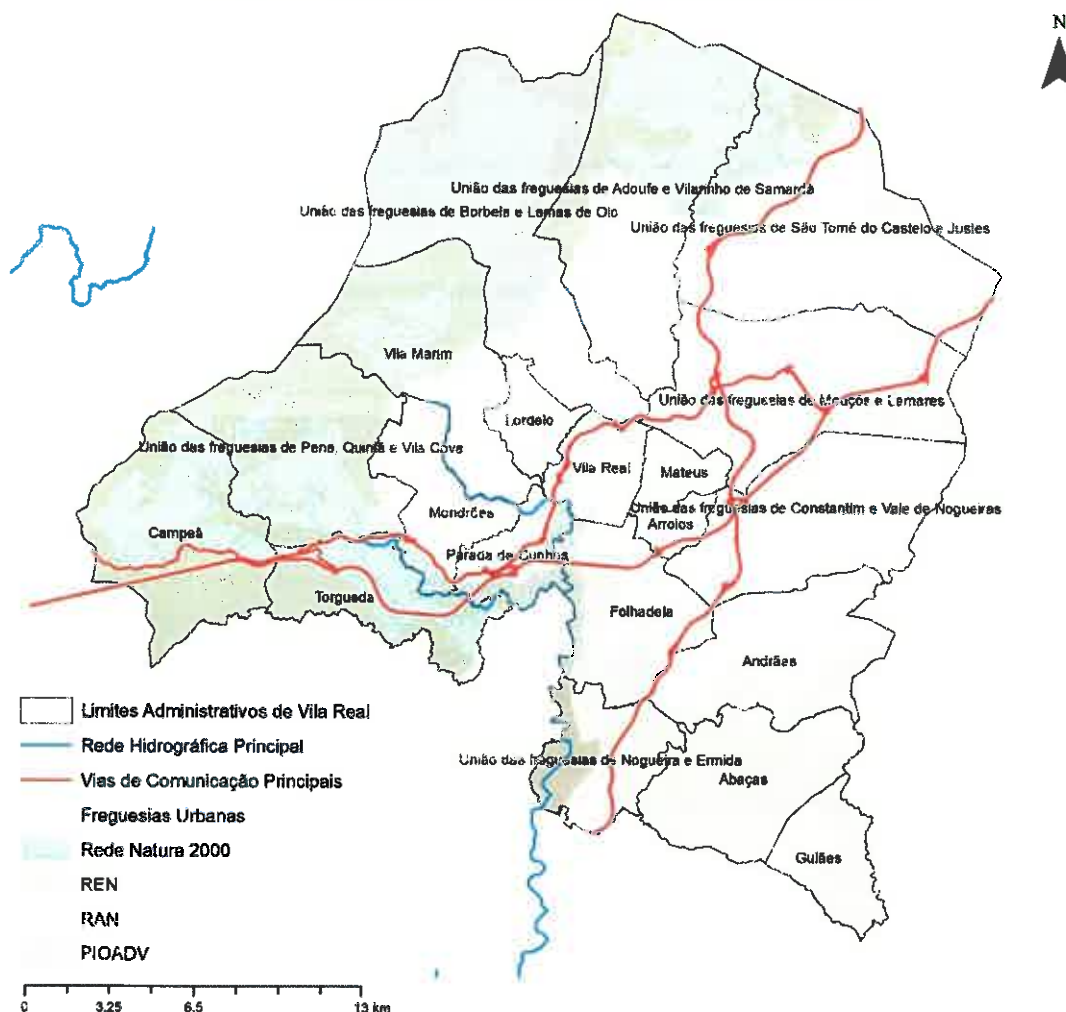 N
União das freguesias de Adoufe e Vilarinho de Samardã
União das freguesias de Borbela e Lamas de Olo
União das freguesias de São Tomé do Castelo e Justes
Vila Marim
União das freguesias de Mouçós e Lamares
Lordelo
União das freguesias de Pena, Quintã e Vila Cova
Vila Real
Mateus
União das freguesias de Constantim e Vale de Nogueiras
Mondrões
Arroios
Campeã
Parada de Cunhos
Torgueda
Folhadela
Andrães
União das freguesias de Nogueira e Ermida
Abaças
Guiães
Limites Administrativos de Vila Real
Rede Hidrográfica Principal
Vias de Comunicação Principais
Freguesias Urbanas
Rede Natura 2000
REN
RAN
PIOADV
0 3.25 6.5 13 km